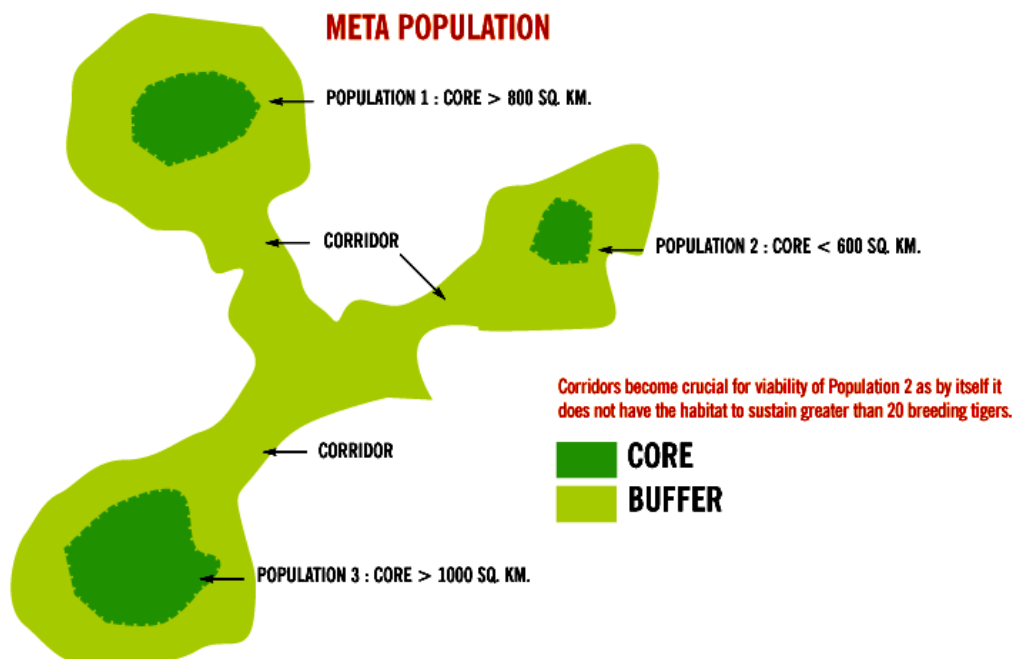 META POPULATION
POPULATION 1 : CORE > 800 SQ. KM.
CORRIDOR
POPULATION 2 : CORE < 600 SQ. KM.
Corridors become crucial for viability of Population 2 as by itself it
does not have the habitat to sustain greater than 20 breeding tigers.
CORE
BUFFER
CORRIDOR
POPULATION 3 : CORE > 1000 SQ. KM.